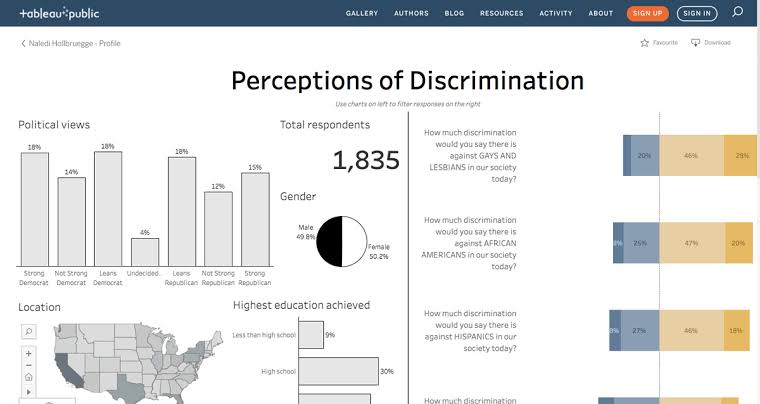 +ableau+public
GALLERY AUTHORS BLOG RESOURCES ACTIVITY ABOUT SIGN UP SIGN IN
Naledi Hollbruegge - Profile
Favourite Download
Perceptions of Discrimination
Use charts on left to filter responses on the right
Political views
18%
14%
18%
4%
18%
12%
15%
Strong
Democrat
Not Strong
Democrat
Leans
Democrat
Undecided..
Leans
Republican
Not Strong
Republican
Strong
Republican
Total respondents
1,835
Gender
Male
49.8%
Female
50.2%
Location
+
−
Highest education achieved
Less than high school
9%
High school
30%
How much discrimination
would you say there is
against GAYS AND
LESBIANS in our society
today?
20% 46% 28%
How much discrimination
would you say there is
against AFRICAN
AMERICANS in our society
today?
8% 25% 47% 20%
How much discrimination
would you say there is
against HISPANICS in our
society today?
8% 27% 46% 18%
How much discrimination